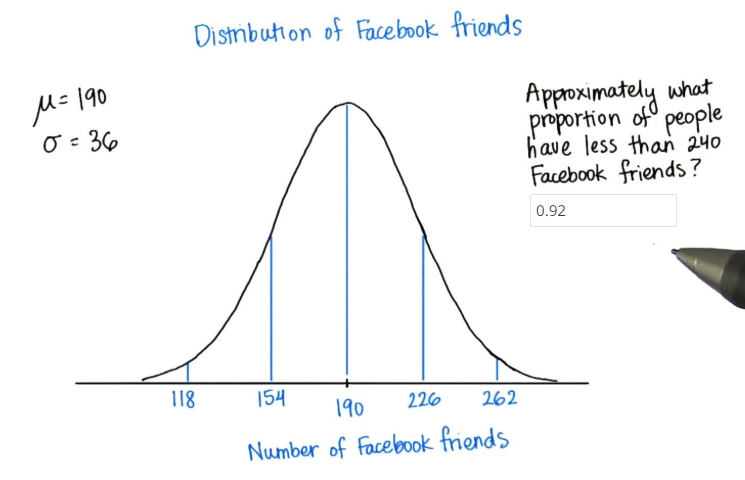 Distribution of Facebook friends
μ = 190
σ = 36
Approximately what
proportion of people
have less than 240
Facebook friends?
0.92
118 154 190 226 262
Number of Facebook friends